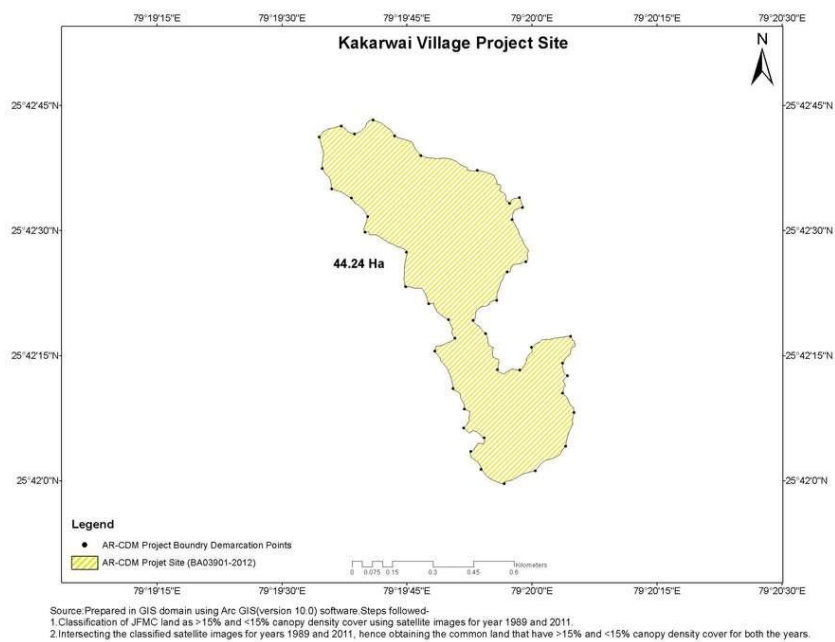 79°19'15"E 79°19'30"E 79°19'45"E 79°20'0"E 79°20'15"E 79°20'30"E
Kakarwai Village Project Site
N
25°42'45"N 25°42'45"N
25°42'30"N 25°42'30"N
44.24 Ha
25°42'15"N 25°42'15"N
25°42'0"N 25°42'0"N
Legend
AR-CDM Project Boundry Demarcation Points
AR-CDM Projet Site (BA03901-2012)
Kilometers
0 0.075 0.15 0.3 0.45 0.6
79°19'15"E 79°19'30"E 79°19'45"E 79°20'0"E 79°20'15"E 79°20'30"E
Source:Prepared in GIS domain using Arc GIS(version 10.0) software.Steps followed-
1.Classification of JFMC land as >15% and <15% canopy density cover using satellite images for year 1989 and 2011.
2.Intersecting the classified satellite images for years 1989 and 2011, hence obtaining the common land that have >15% and <15% canopy density cover for both the years.